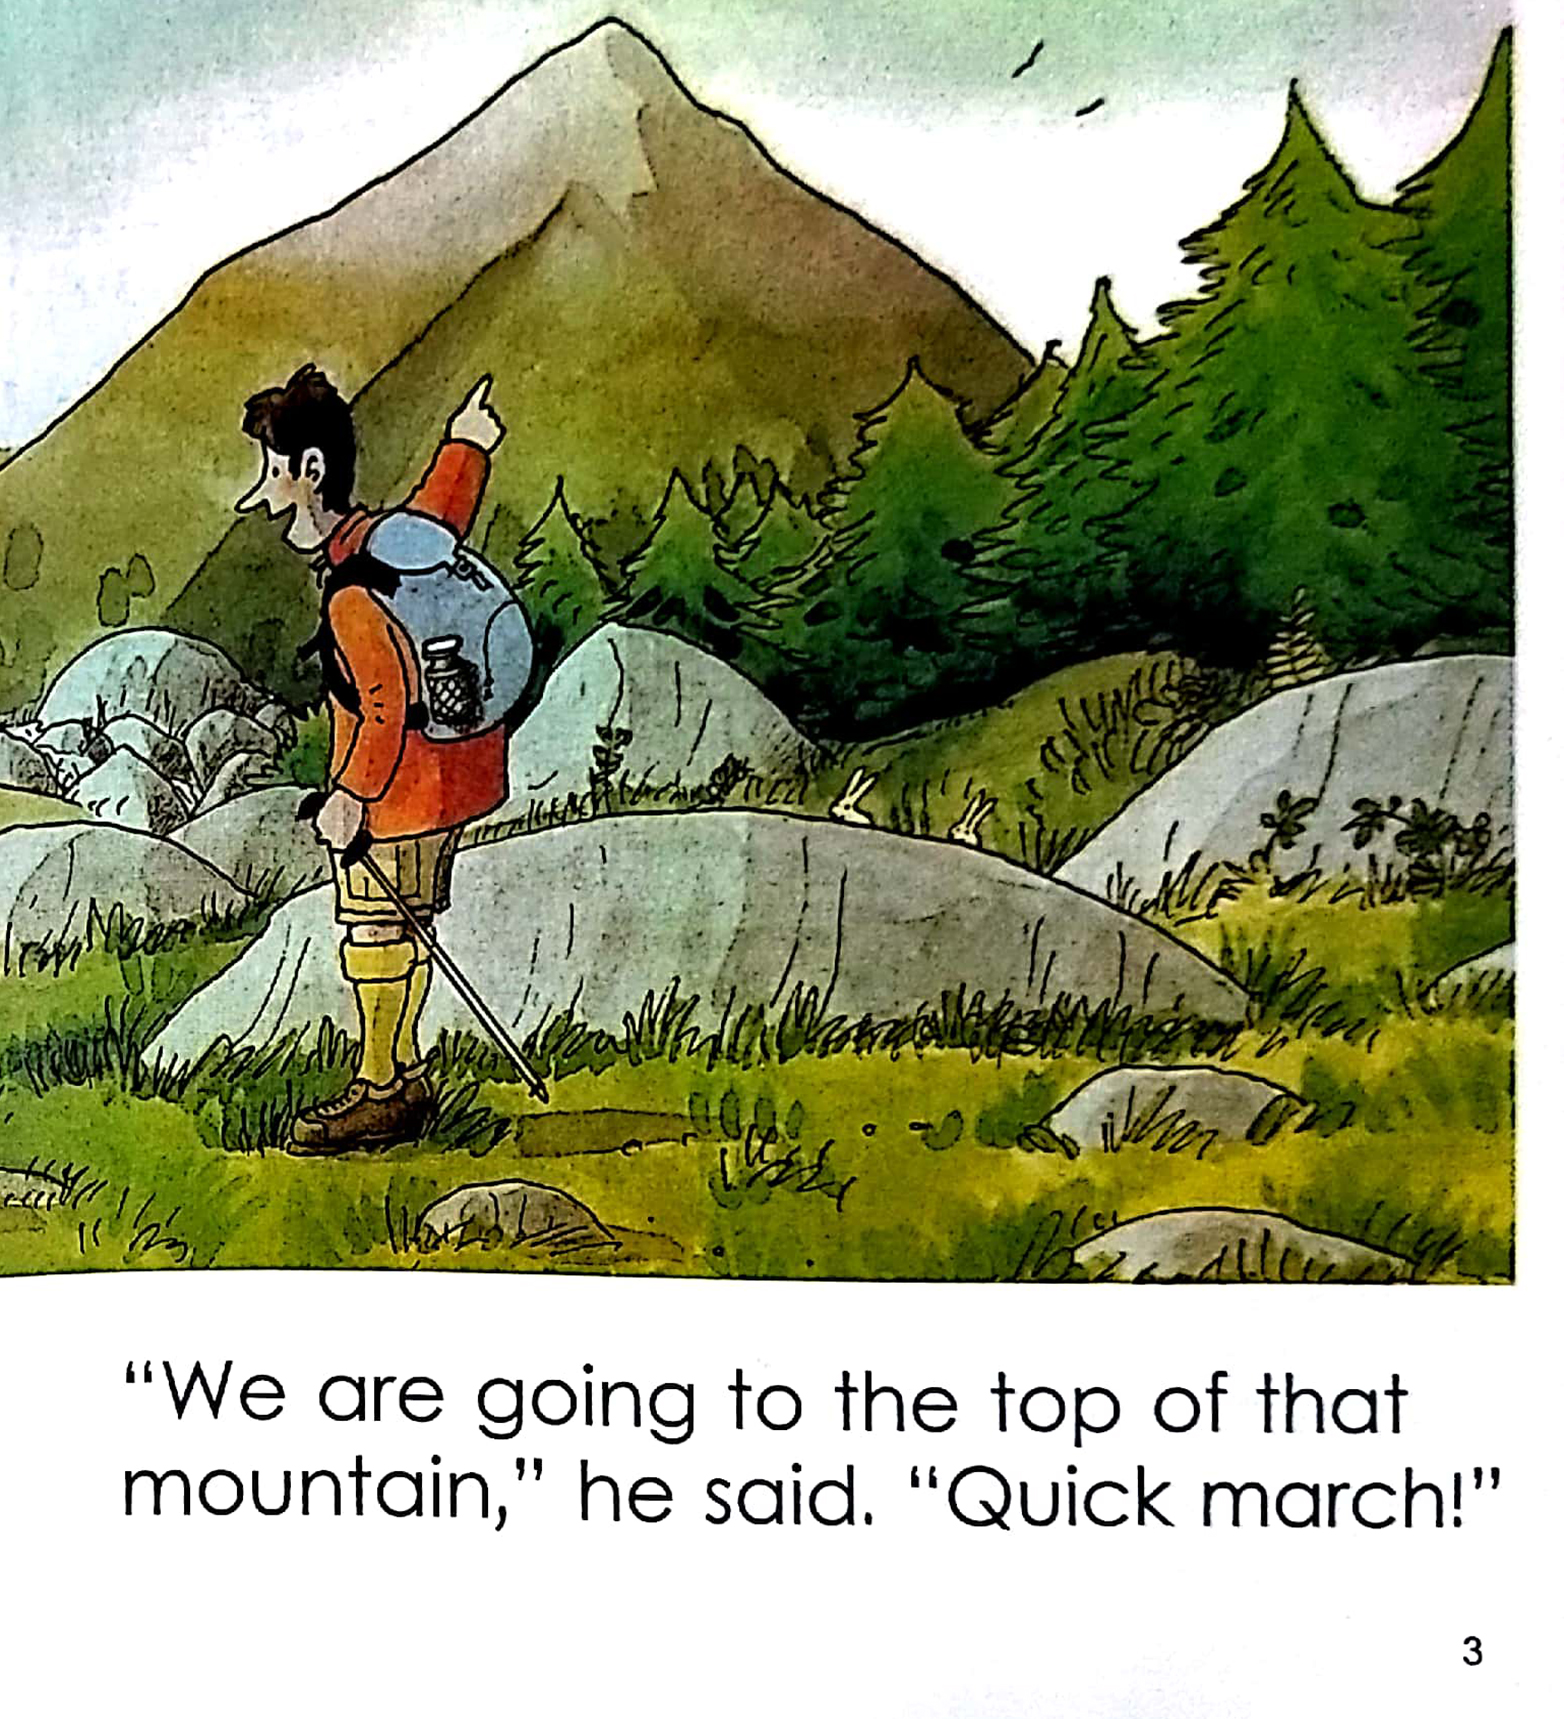 “We are going to the top of that
mountain,” he said. “Quick march!”
3